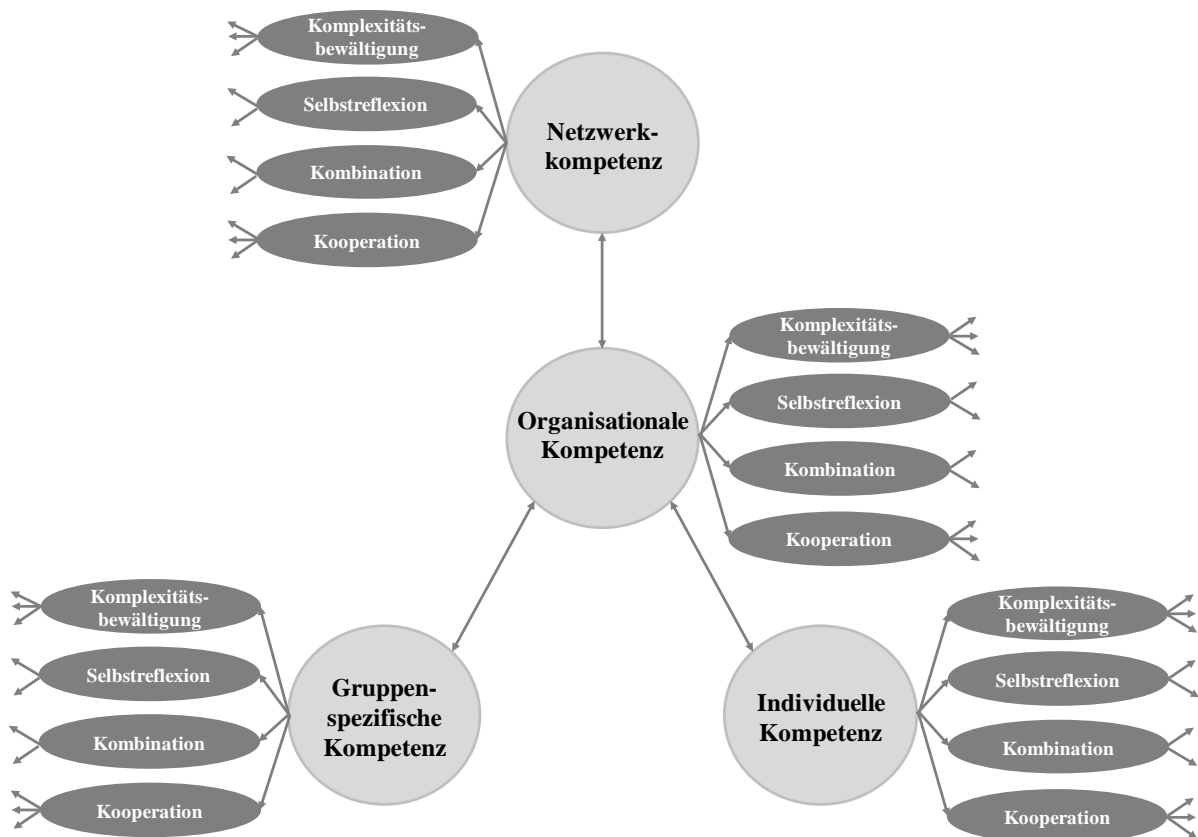 Komplexitäts-
bewältigung
Selbstreflexion
Kombination
Kooperation
Netzwerk-
kompetenz
Komplexitäts-
bewältigung
Selbstreflexion
Kombination
Kooperation
Organisationale
Kompetenz
Komplexitäts-
bewältigung
Selbstreflexion
Kombination
Kooperation
Gruppen-
spezifische
Kompetenz
Individuelle
Kompetenz
Komplexitäts-
bewältigung
Selbstreflexion
Kombination
Kooperation